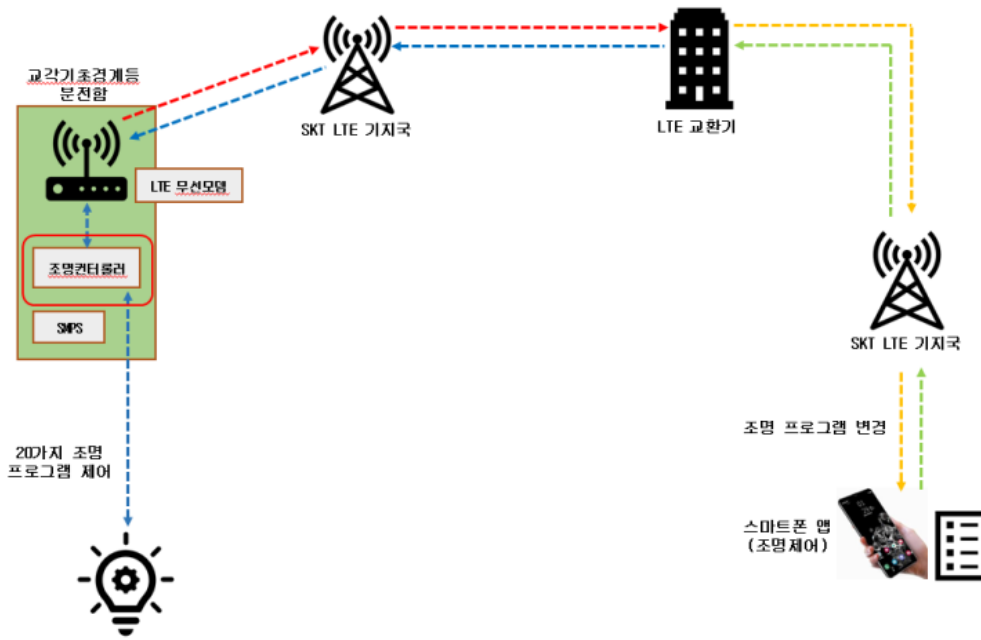 교각기초경계등
분전함
LTE 무선모뎀
조명컨터롤러
SMPS
20가지 조명
프로그램 제어
SKT LTE 기지국
LTE 교환기
SKT LTE 기지국
조명 프로그램 변경
스마트폰 앱
(조명제어)